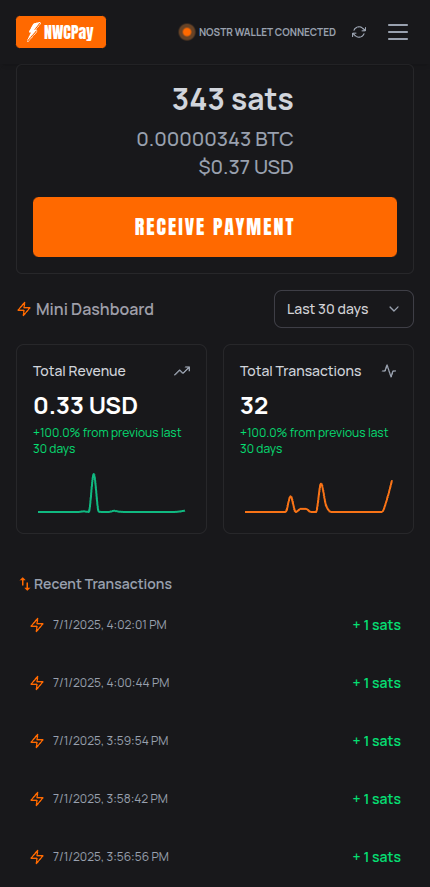 NWCPay
NOSTR WALLET CONNECTED
343 sats
0.00000343 BTC
$0.37 USD
RECEIVE PAYMENT
Mini Dashboard
Last 30 days
Total Revenue
0.33 USD
+100.0% from previous last
30 days
Total Transactions
32
+100.0% from previous last
30 days
Recent Transactions
7/1/2025, 4:02:01 PM
+ 1 sats
7/1/2025, 4:00:44 PM
+ 1 sats
7/1/2025, 3:59:54 PM
+ 1 sats
7/1/2025, 3:58:42 PM
+ 1 sats
7/1/2025, 3:56:56 PM
+ 1 sats